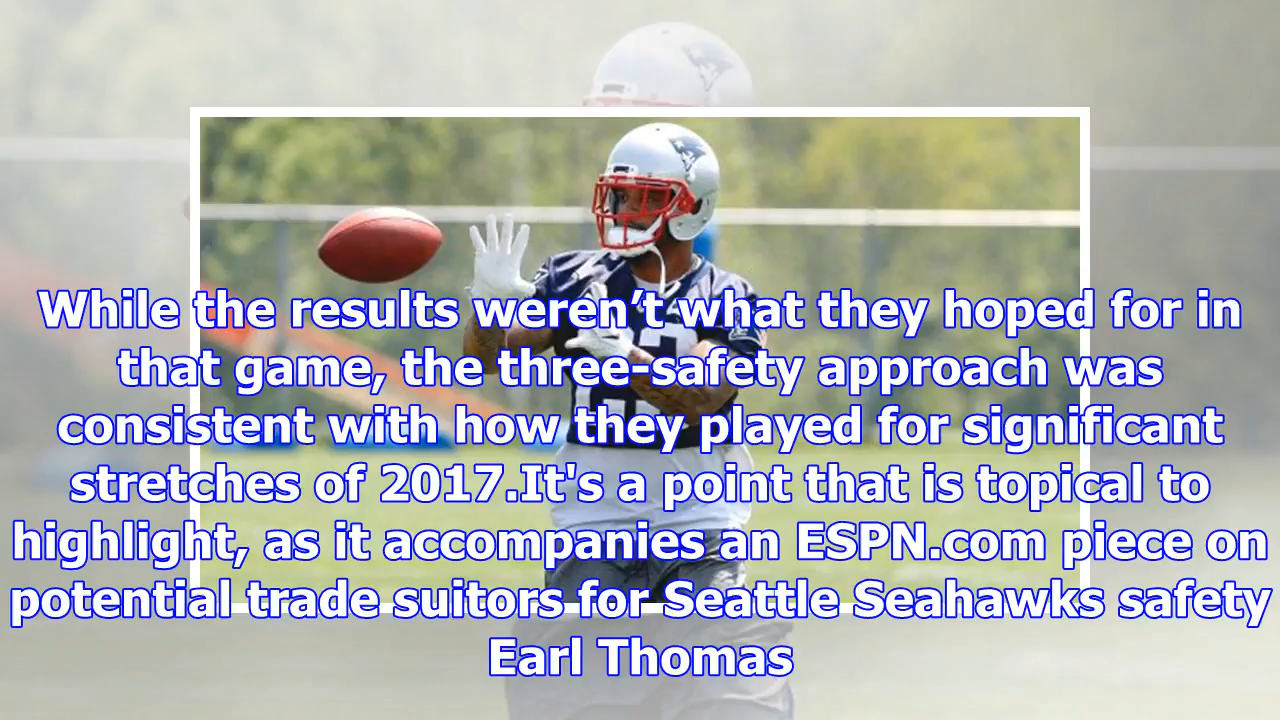 While the results weren’t what they hoped for in
that game, the three-safety approach was
consistent with how they played for significant
stretches of 2017.It's a point that is topical to
highlight, as it accompanies an ESPN.com piece on
potential trade suitors for Seattle Seahawks safety
Earl Thomas